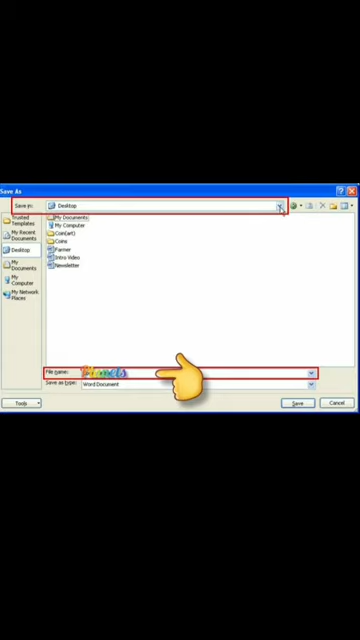 Save As
Save in: Desktop
Trusted Templates
My Recent Documents
Desktop
My Documents
My Computer
My Network Places
My Documents
My Computer
Coin(art)
Coins
Farmer
Intro Video
Newsletter
File name: Planets
Save as type: Word Document
Tools
Save
Cancel